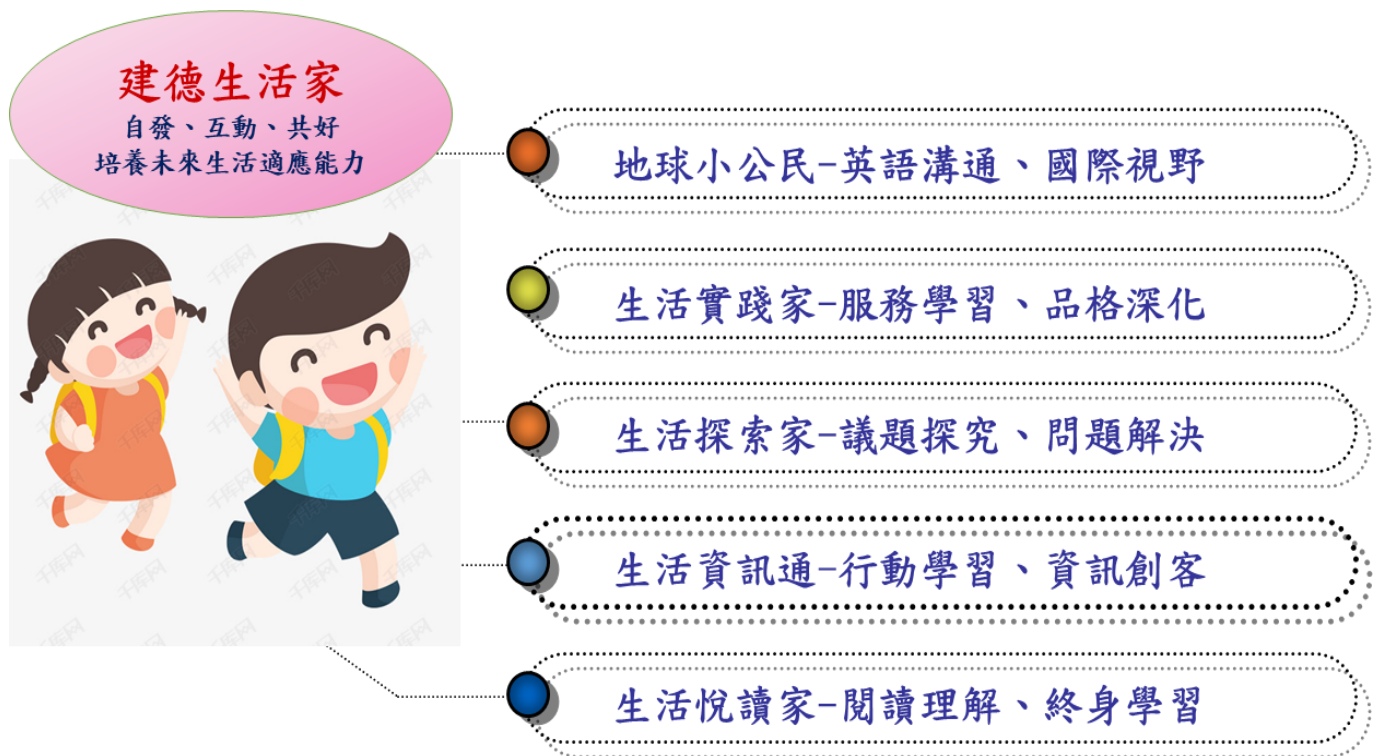 建德生活家
自發、互動、共好
培養未來生活適應能力
地球小公民-英語溝通、國際視野
生活實踐家-服務學習、品格深化
生活探索家-議題探究、問題解決
生活資訊通-行動學習、資訊創客
生活悅讀家-閱讀理解、終身學習
千库网